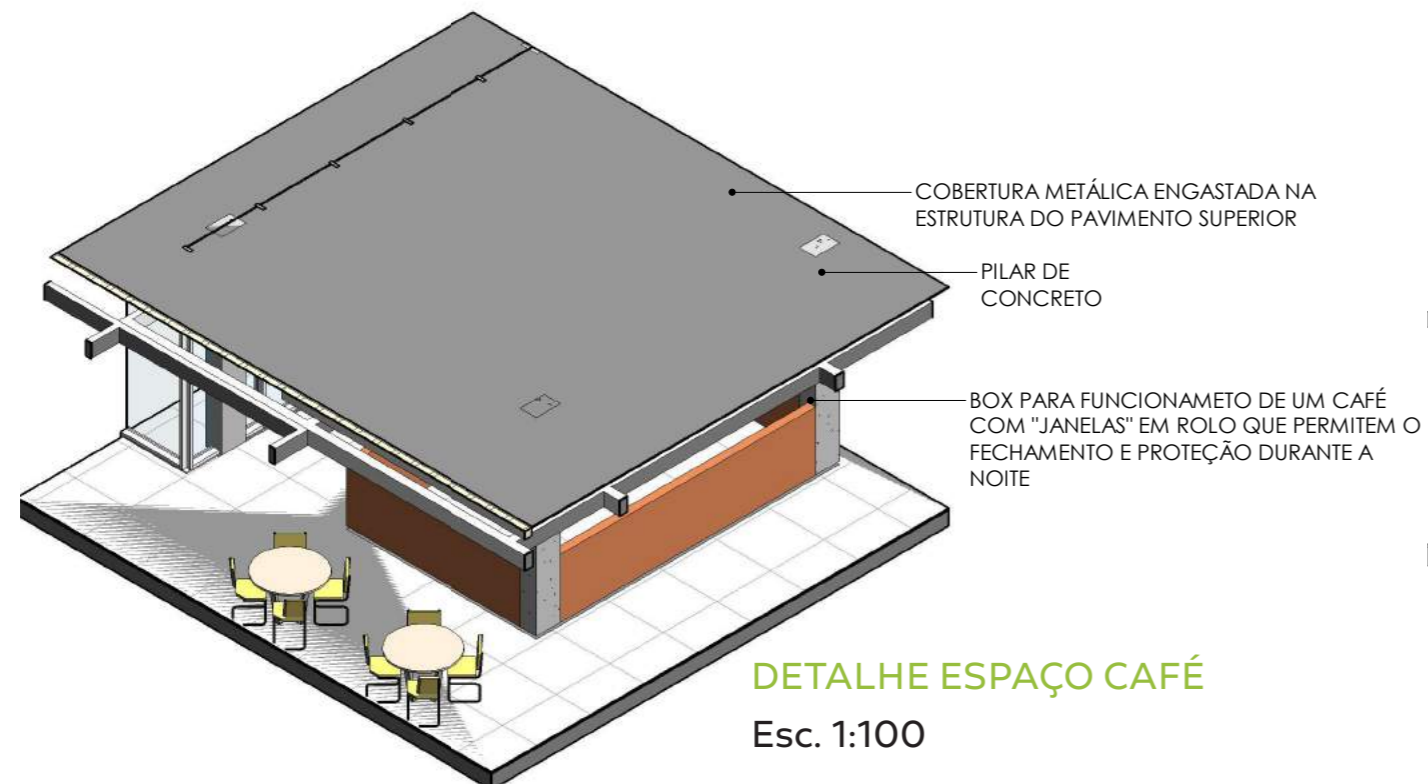 COBERTURA METÁLICA ENGASTADA NA
ESTRUTURA DO PAVIMENTO SUPERIOR
PILAR DE
CONCRETO
BOX PARA FUNCIONAMETO DE UM CAFÉ
COM "JANELAS" EM ROLO QUE PERMITEM O
FECHAMENTO E PROTEÇÃO DURANTE A
NOITE
DETALHE ESPAÇO CAFÉ
Esc. 1:100